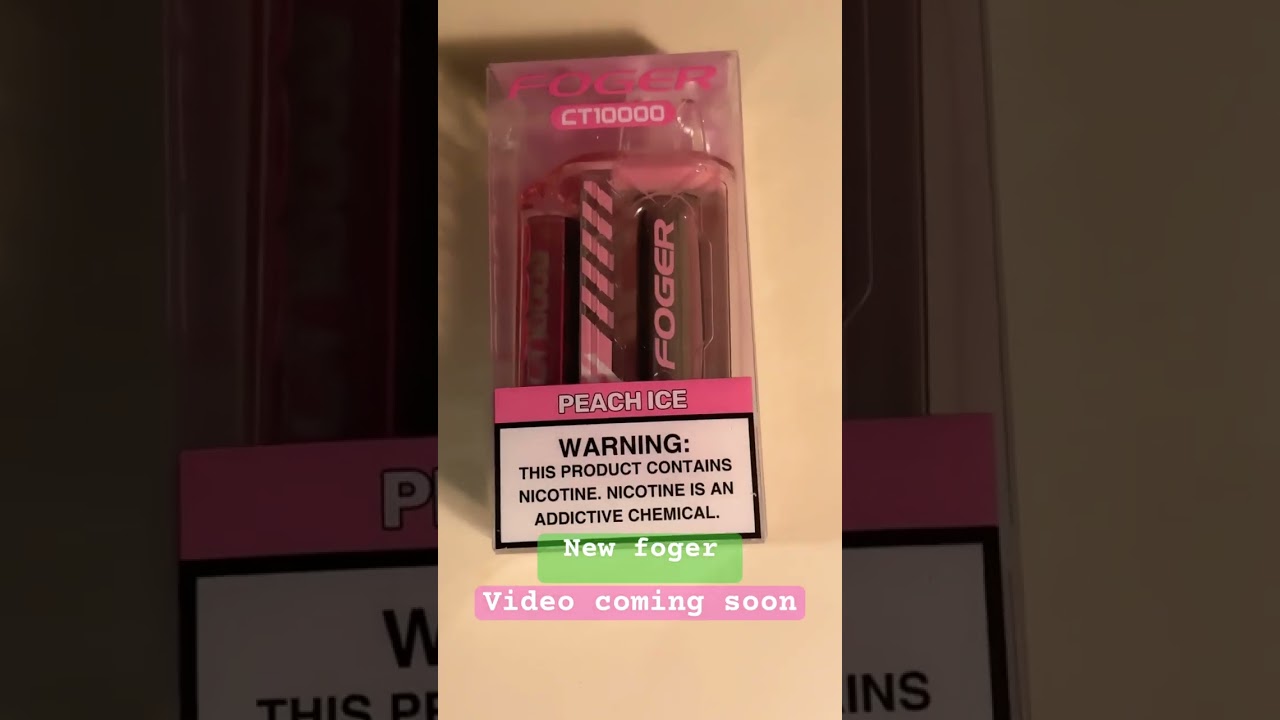 FOGER
CT10000
FOGER
PEACH ICE
WARNING:
THIS PRODUCT CONTAINS
NICOTINE. NICOTINE IS AN
ADDICTIVE CHEMICAL.
New foger
Video coming soon